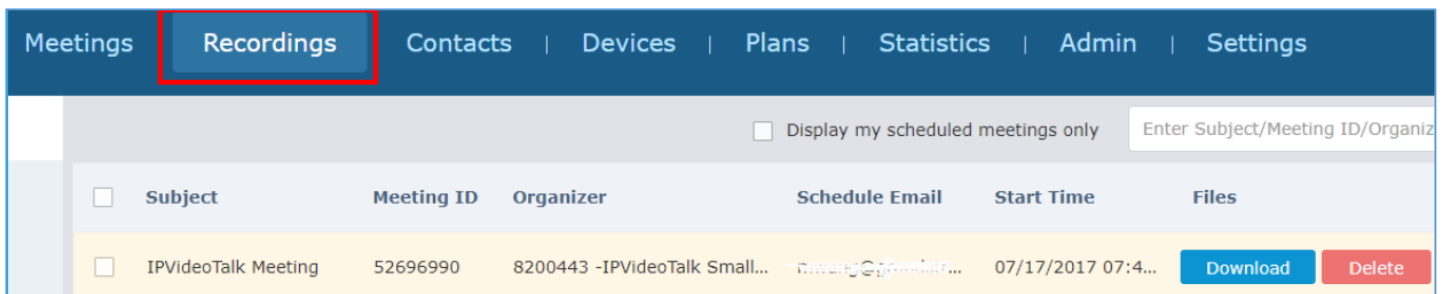 Meetings Recordings Contacts | Devices | Plans | Statistics | Admin | Settings
Display my scheduled meetings only Enter Subject/Meeting ID/Organiz
Subject Meeting ID Organizer Schedule Email Start Time Files
IPVideoTalk Meeting 52696990 8200443 -IPVideoTalk Small... 07/17/2017 07:4... Download Delete